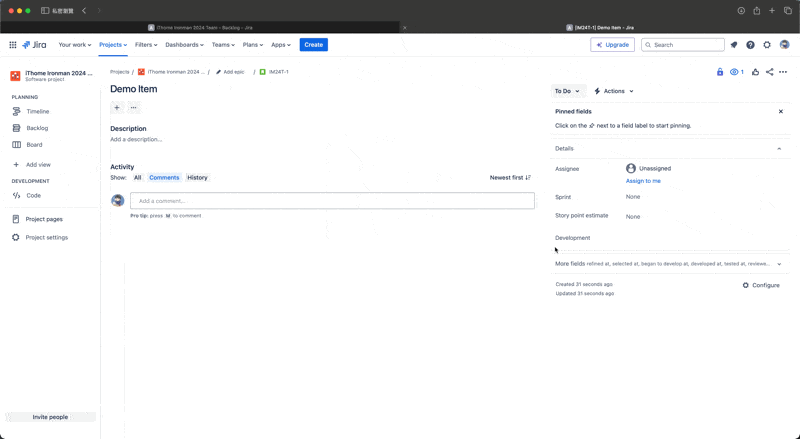 私密瀏覽
iThome Ironman 2024 Team - Backlog - Jira
[IM24T-1] Demo Item - Jira
Jira
Your work
Projects
Filters
Dashboards
Teams
Plans
Apps
Create
Upgrade
Search
iThome Ironman 2024 ...
Software project
PLANNING
Timeline
Backlog
Board
Add view
DEVELOPMENT
Code
Project pages
Project settings
Invite people
Projects / iThome Ironman 2024 ... / Add epic / IM24T-1
Demo Item
Description
Add a description...
Activity
Show: All Comments History
Newest first
Add a comment...
Pro tip: press M to comment
1
To Do
Actions
Pinned fields
Click on the next to a field label to start pinning.
Details
Assignee
Unassigned
Assign to me
Sprint
None
Story point estimate
None
Development
More fields refined at, selected at, began to develop at, developed at, tested at, reviewe...
Created 31 seconds ago
Updated 31 seconds ago
Configure